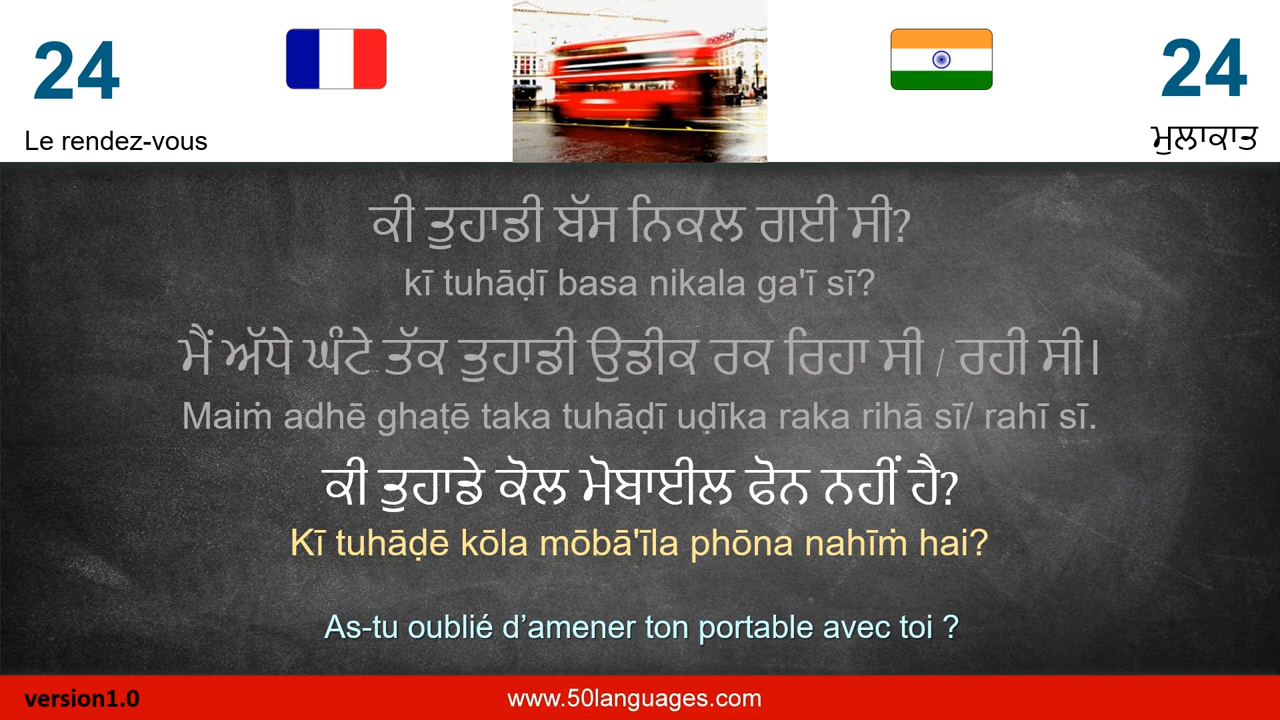 24
24
Le rendez-vous
ਮੁਲਾਕਾਤ
ਕੀ ਤੁਹਾਡੀ ਬੱਸ ਨਿਕਲ ਗਈ ਸੀ?
kī tuhāḍī basa nikala ga'ī sī?
ਮੈਂ ਅੱਧੇ ਘੰਟੇ ਤੱਕ ਤੁਹਾਡੀ ਉਡੀਕ ਰਕ ਰਿਹਾ ਸੀ / ਰਹੀ ਸੀ।
Maiṁ adhē ghaṭē taka tuhāḍī uḍīka raka rihā sī/ rahī sī.
ਕੀ ਤੁਹਾਡੇ ਕੋਲ ਮੋਬਾਈਲ ਫੋਨ ਨਹੀਂ ਹੈ?
Kī tuhāḍē kōla mōbā'īla phōna nahīṁ hai?
As-tu oublié d’amener ton portable avec toi ?
version1.0
www.50languages.com